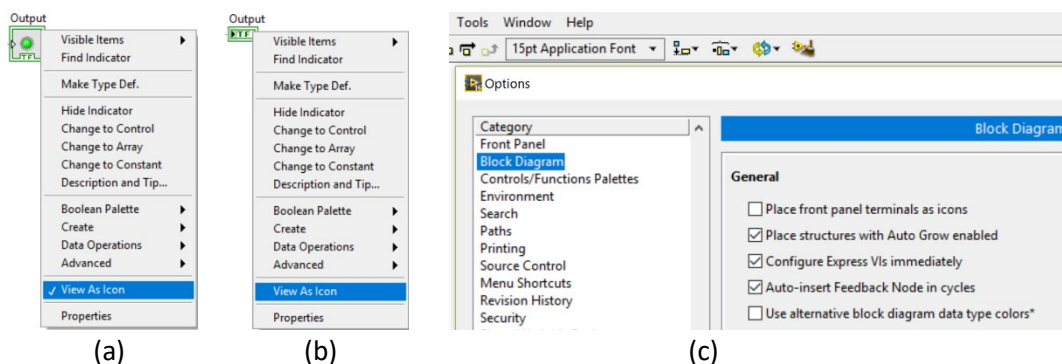 Output
TF
Visible Items
Find Indicator
Make Type Def.
Hide Indicator
Change to Control
Change to Array
Change to Constant
Description and Tip...
Boolean Palette
Create
Data Operations
Advanced
✓ View As Icon
Properties
(a)
Output
TF
Visible Items
Find Indicator
Make Type Def.
Hide Indicator
Change to Control
Change to Array
Change to Constant
Description and Tip...
Boolean Palette
Create
Data Operations
Advanced
View As Icon
Properties
(b)
Tools Window Help
15pt Application Font
Options
Category
Front Panel
Block Diagram
Controls/Functions Palettes
Environment
Search
Paths
Printing
Source Control
Menu Shortcuts
Revision History
Security
Block Diagram
General
Place front panel terminals as icons
Place structures with Auto Grow enabled
Configure Express VIs immediately
Auto-insert Feedback Node in cycles
Use alternative block diagram data type colors*
(c)